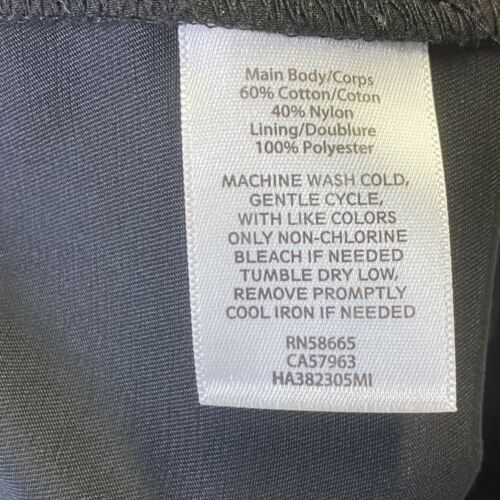 Main Body/Corps
60% Cotton/Coton
40% Nylon
Lining/Doublure
100% Polyester
MACHINE WASH COLD,
GENTLE CYCLE,
WITH LIKE COLORS
ONLY NON-CHLORINE
BLEACH IF NEEDED
TUMBLE DRY LOW,
REMOVE PROMPTLY
COOL IRON IF NEEDED
RN58665
CA57963
HA382305MI